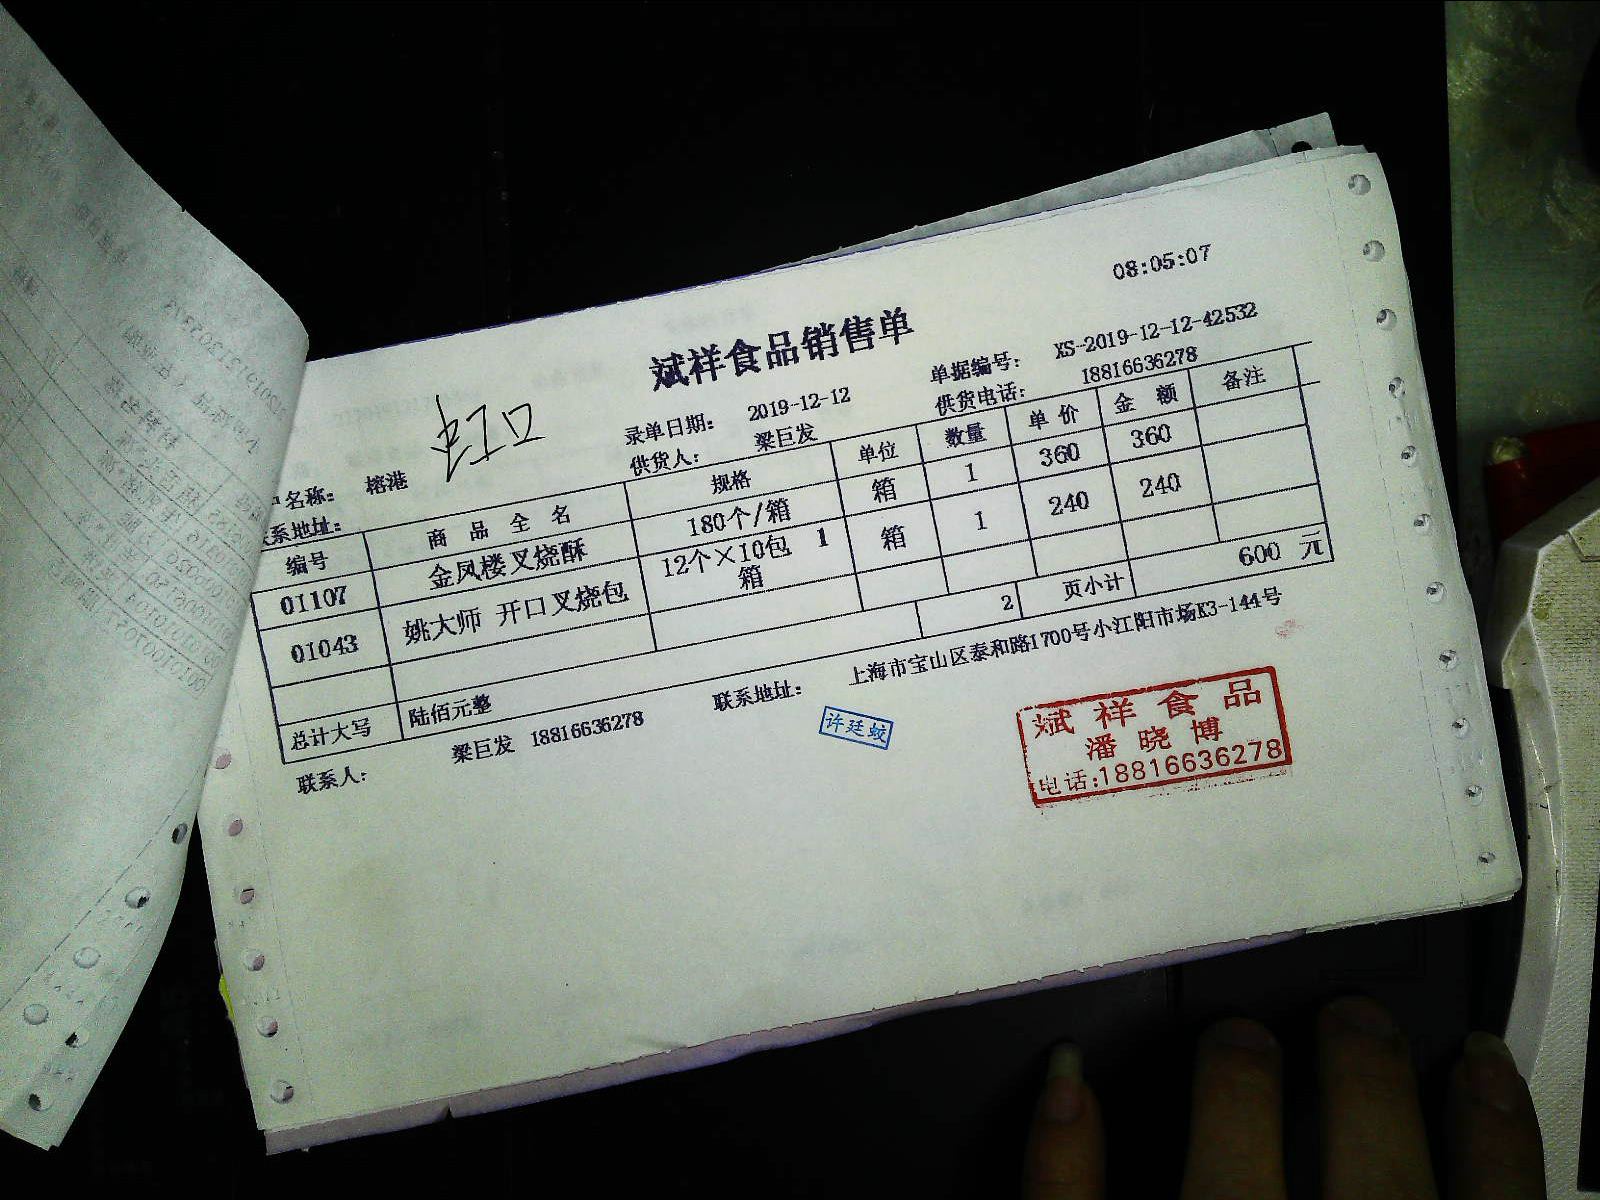 08:05:07
斌祥食品销售单
虹口
录单日期: 2019-12-12 单据编号: XS-2019-12-12-42532
名称: 榕港 供货人: 梁巨发 供货电话: 18816636278
系地址:
编号 商品全名 规格 单位 数量 单价 金额 备注
01107 金凤楼叉烧酥 180个/箱 箱 1 360 360
01043 姚大师 开口叉烧包 12个×10包 1箱 箱 1 240 240
总计大写 陆佰元整 2 页小计 600 元
联系人: 梁巨发 18816636278 联系地址: 上海市宝山区泰和路1700号小江阳市场K3-144号
许廷蛟
斌祥食品
潘晓博
电话:18816636278